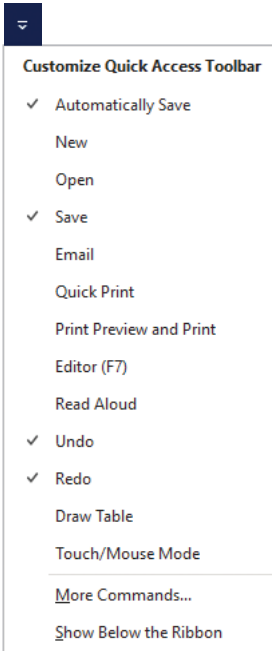 Customize Quick Access Toolbar
Automatically Save
New
Open
Save
Email
Quick Print
Print Preview and Print
Editor (F7)
Read Aloud
Undo
Redo
Draw Table
Touch/Mouse Mode
More Commands...
Show Below the Ribbon